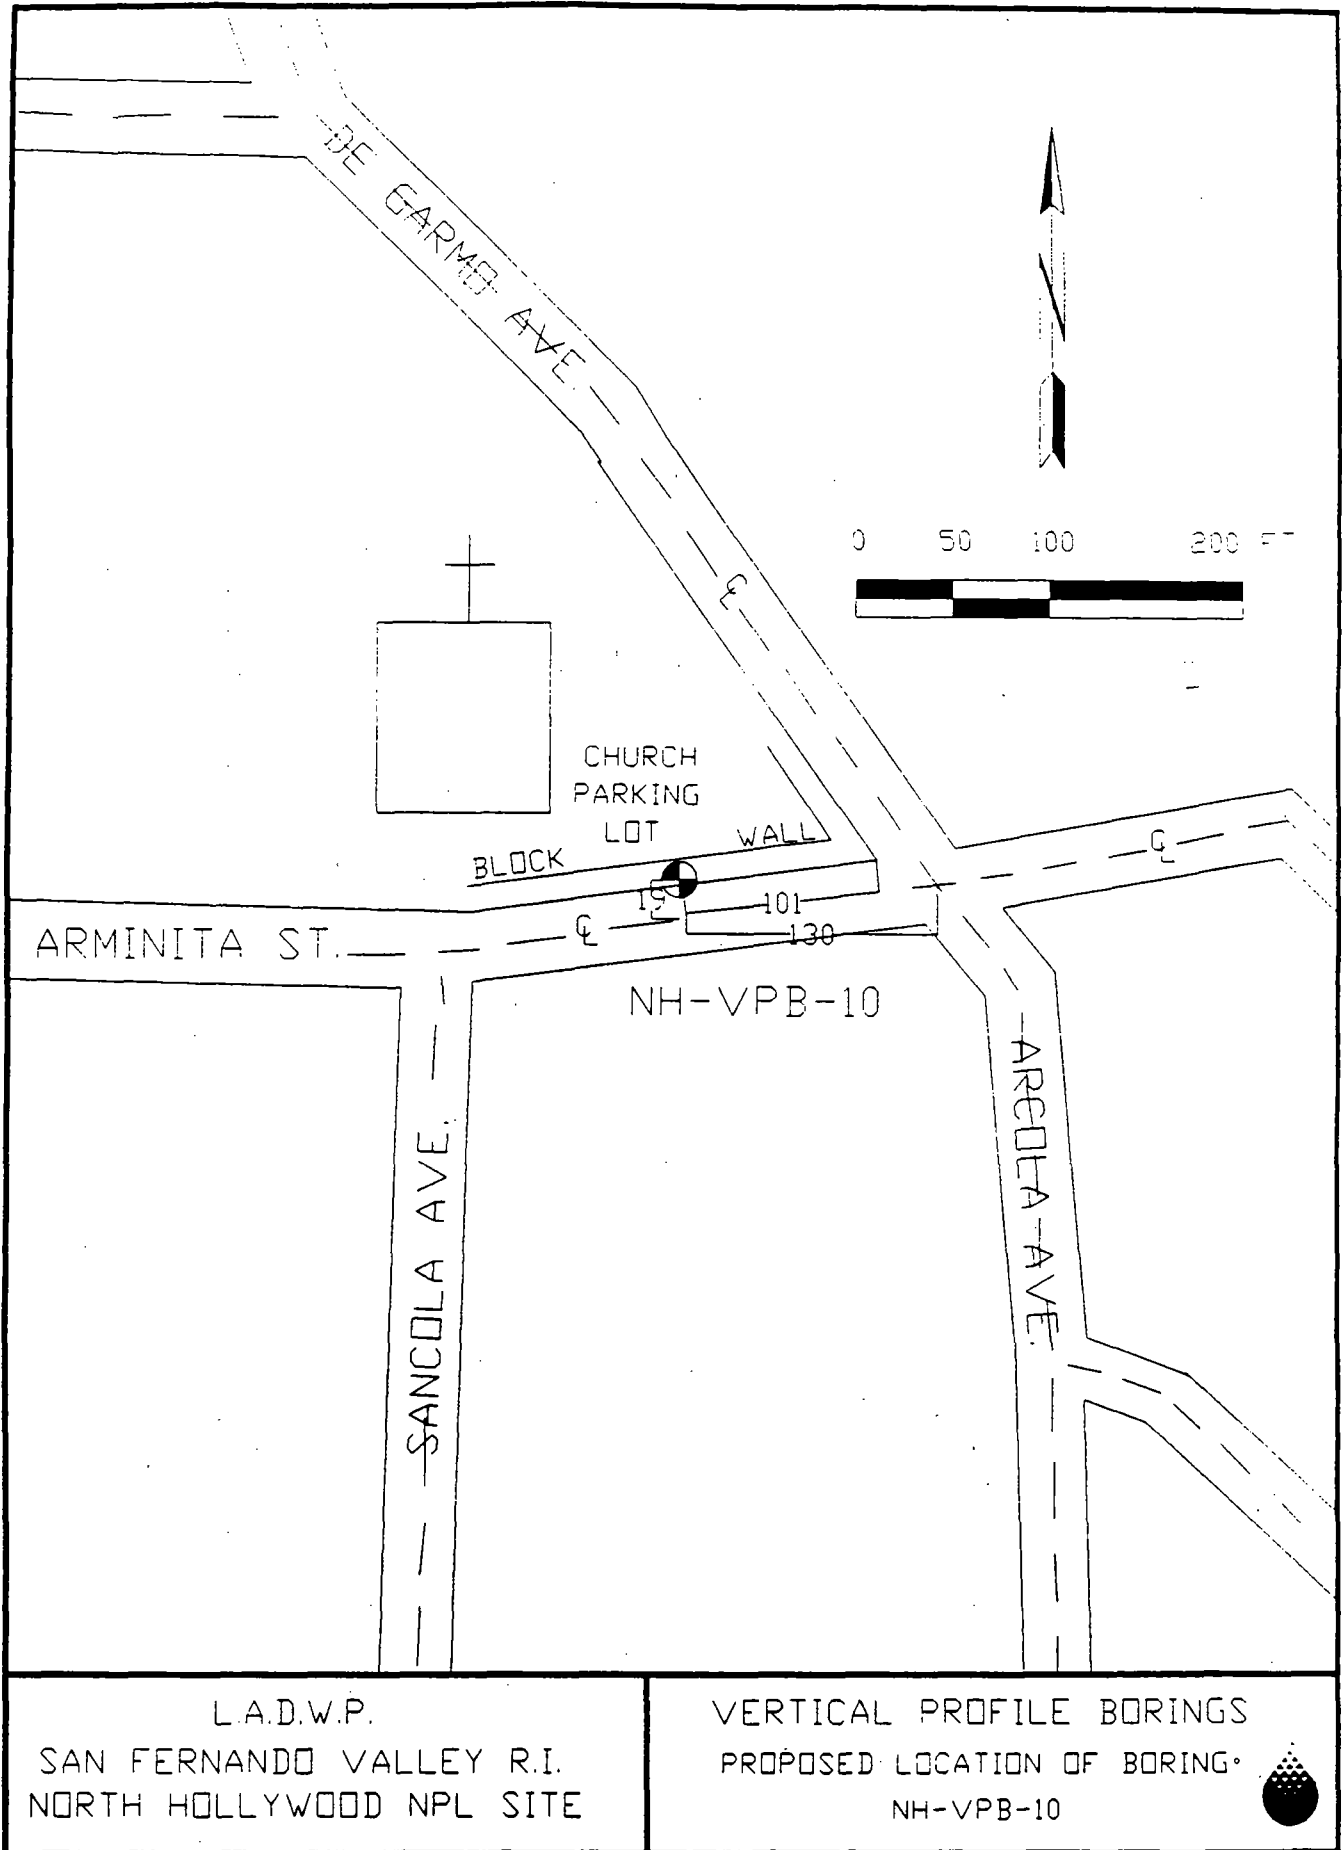 DE GARMO AVE.
0 50 100 200 FT
℄
CHURCH
PARKING
LOT
BLOCK WALL
℄
19
101
ARMINITA ST.
℄
130
NH-VPB-10
ARCOLA AVE.
SANCOLA AVE.
L.A.D.W.P.
SAN FERNANDO VALLEY R.I.
NORTH HOLLYWOOD NPL SITE
VERTICAL PROFILE BORINGS
PROPOSED LOCATION OF BORING
NH-VPB-10